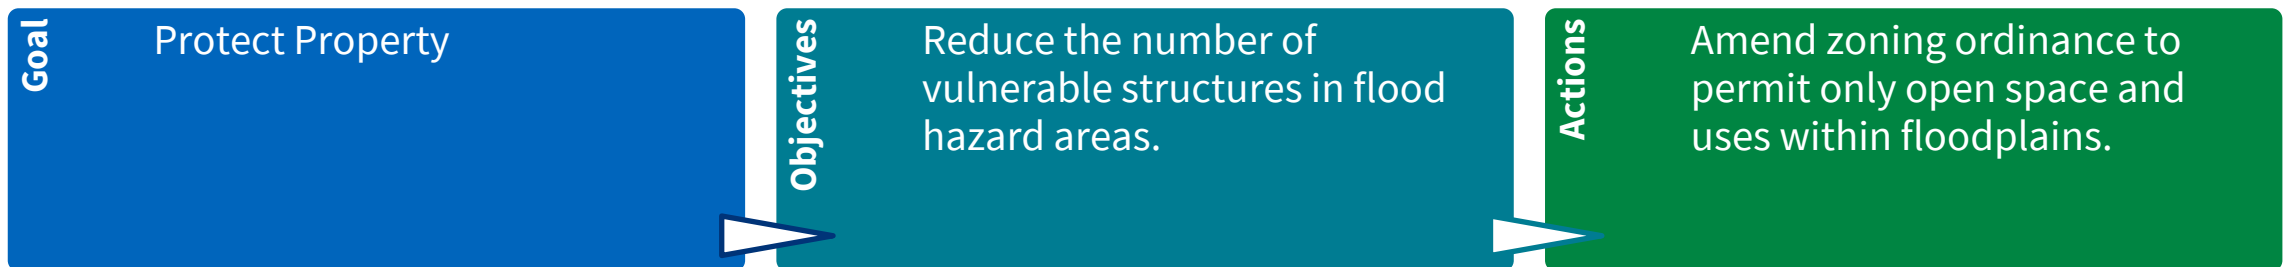 Goal
Protect Property
Objectives
Reduce the number of
vulnerable structures in flood
hazard areas.
Actions
Amend zoning ordinance to
permit only open space and
uses within floodplains.